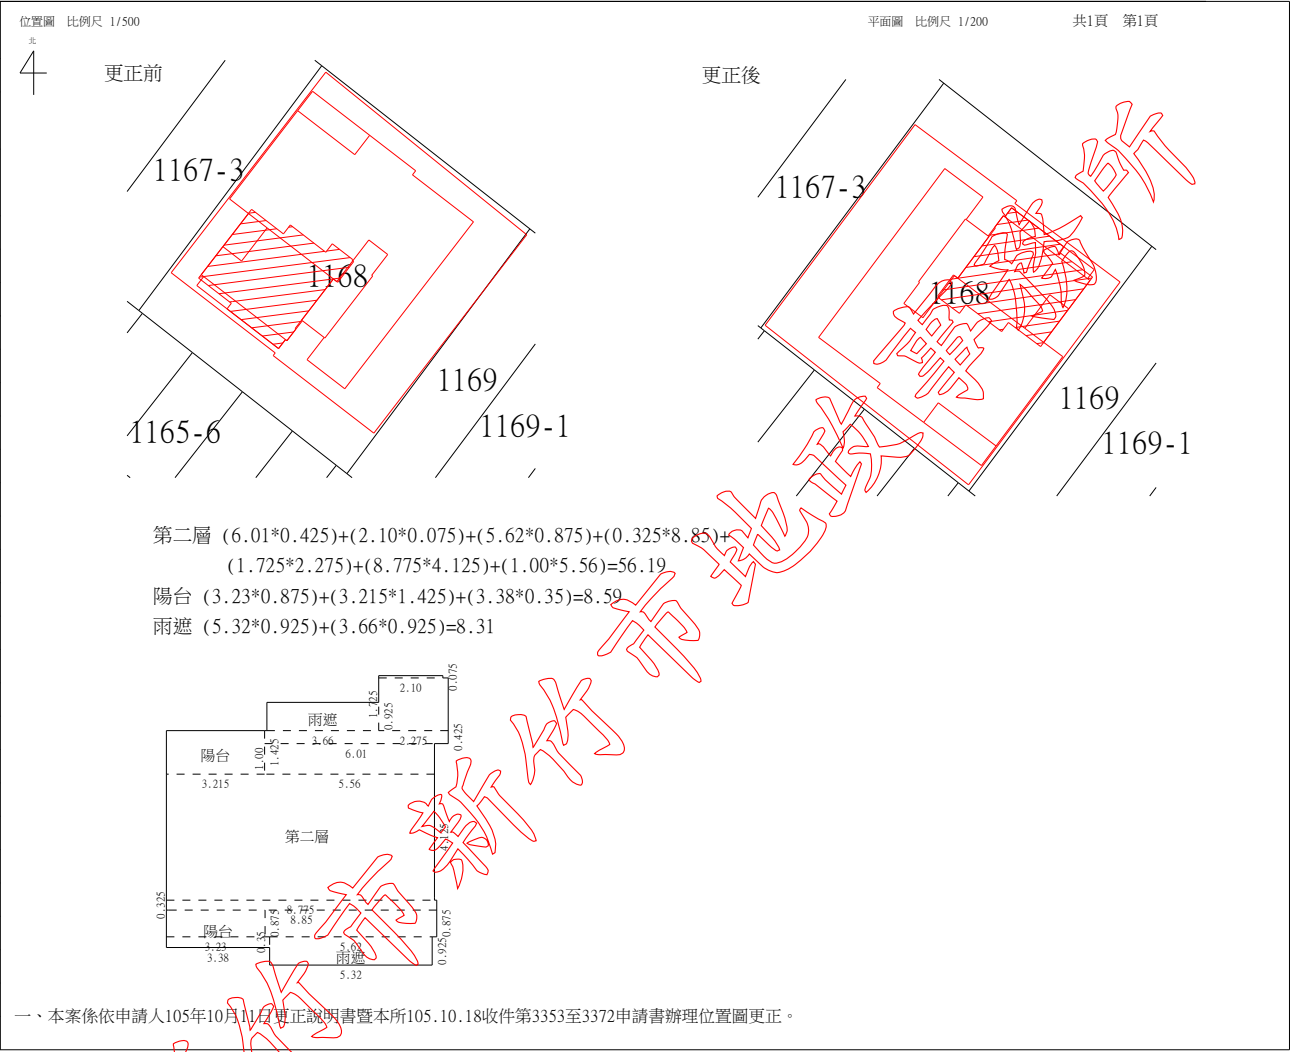 位置圖 比例尺 1/500
平面圖 比例尺 1/200
共1頁 第1頁
北
更正前
更正後
1167-3
1168
1169
1169-1
1165-6
1167-3
1168
1169
1169-1
第二層 (6.01*0.425)+(2.10*0.075)+(5.62*0.875)+(0.325*8.85)+
(1.725*2.275)+(8.775*4.125)+(1.00*5.56)=56.19
陽台 (3.23*0.875)+(3.215*1.425)+(3.38*0.35)=8.59
雨遮 (5.32*0.925)+(3.66*0.925)=8.31
2.10
0.075
1.725
0.925
雨遮
3.66
2.275
0.425
陽台
1.00
1.425
6.01
3.215
5.56
第二層
4.125
0.325
8.775
8.85
0.875
0.875
陽台
3.23
3.38
0.35
5.62
雨遮
0.925
5.32
一、本案係依申請人105年10月11日更正說明書暨本所105.10.18收件第3353至3372申請書辦理位置圖更正。
新竹市新竹市地政事務所